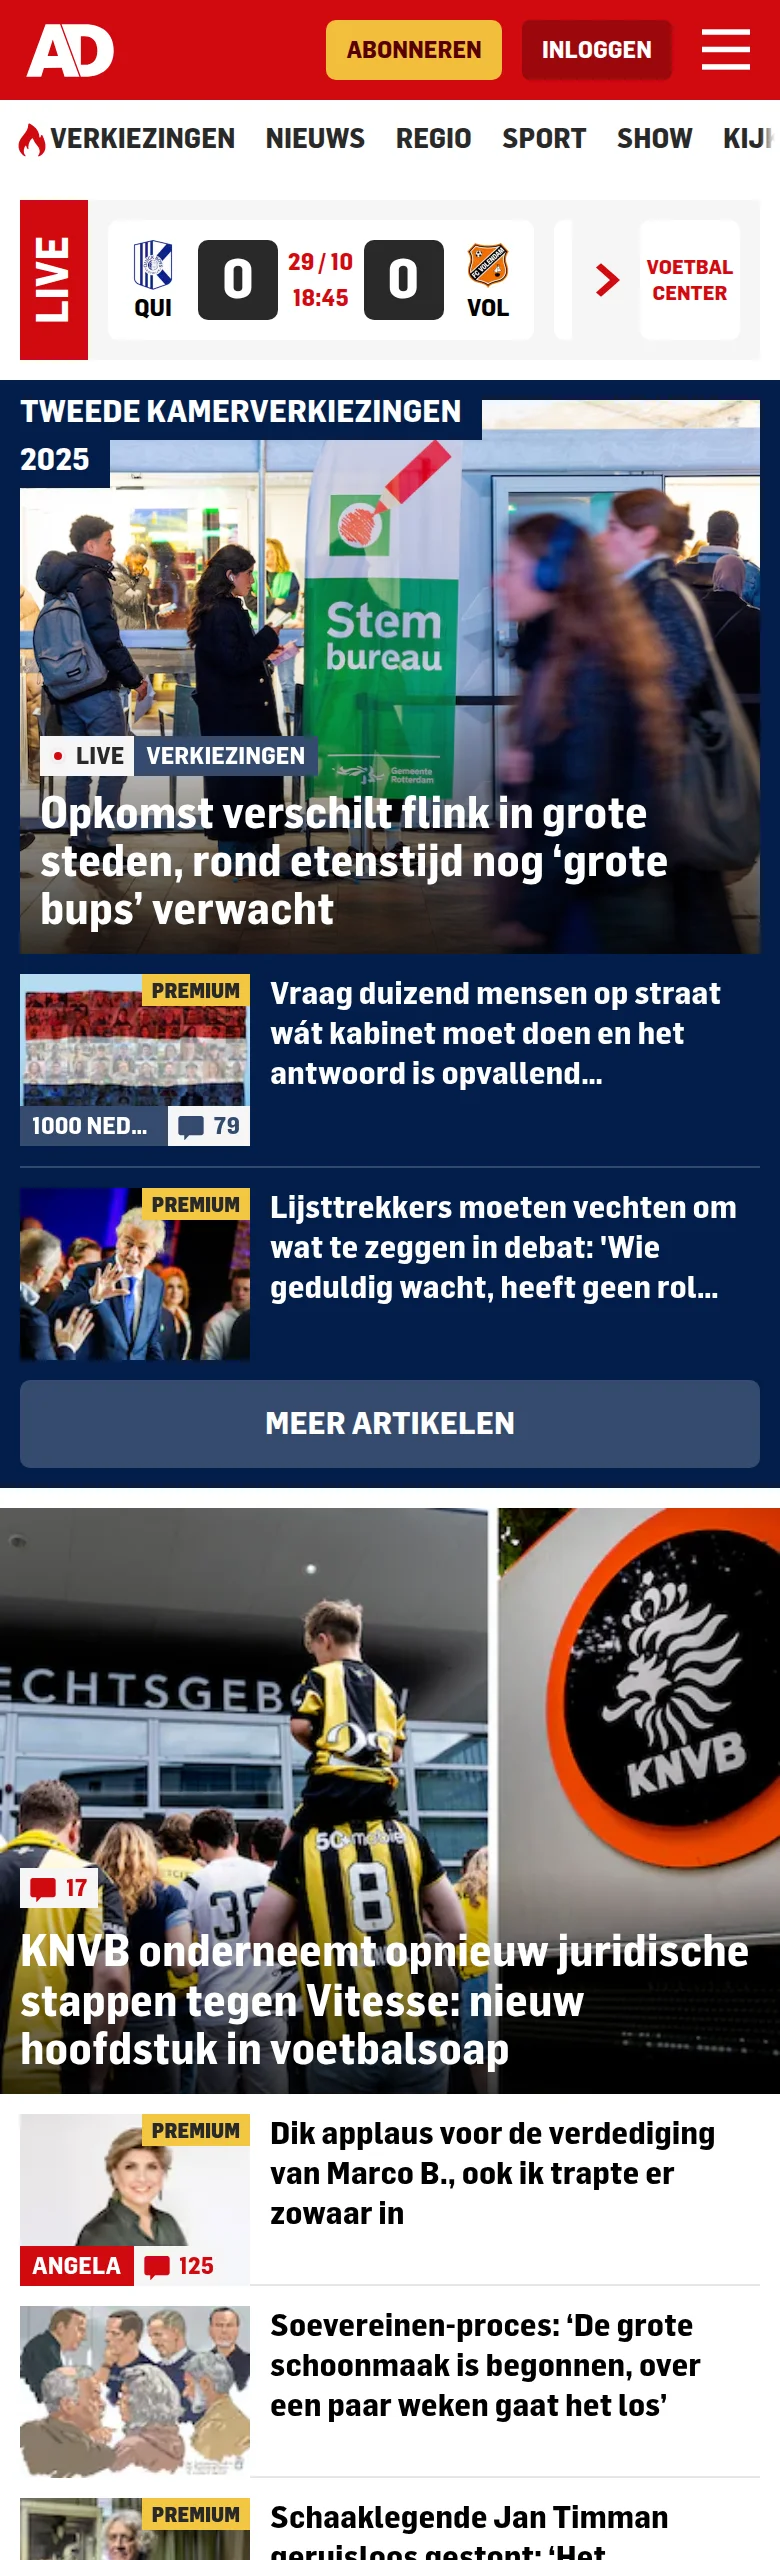 AD
ABONNEREN
INLOGGEN
VERKIEZINGEN NIEUWS REGIO SPORT SHOW
LIVE
QUI
0
29 / 10
18:45
0
FC VOLENDAM
VOL
VOETBAL
CENTER
TWEEDE KAMERVERKIEZINGEN
2025
Stem
bureau
Gemeente
Rotterdam
LIVE VERKIEZINGEN
Opkomst verschilt flink in grote
steden, rond etenstijd nog ‘grote
bups’ verwacht
PREMIUM
1000 NED... 79
Vraag duizend mensen op straat
wát kabinet moet doen en het
antwoord is opvallend...
PREMIUM
Lijsttrekkers moeten vechten om
wat te zeggen in debat: 'Wie
geduldig wacht, heeft geen rol...
MEER ARTIKELEN
ECHTSGEBO
KNVB
8
17
KNVB onderneemt opnieuw juridische
stappen tegen Vitesse: nieuw
hoofdstuk in voetbalsoap
PREMIUM
ANGELA 125
Dik applaus voor de verdediging
van Marco B., ook ik trapte er
zowaar in
Soevereinen-proces: ‘De grote
schoonmaak is begonnen, over
een paar weken gaat het los’
PREMIUM
Schaaklegende Jan Timman
geruisloos gestopt: ‘Het